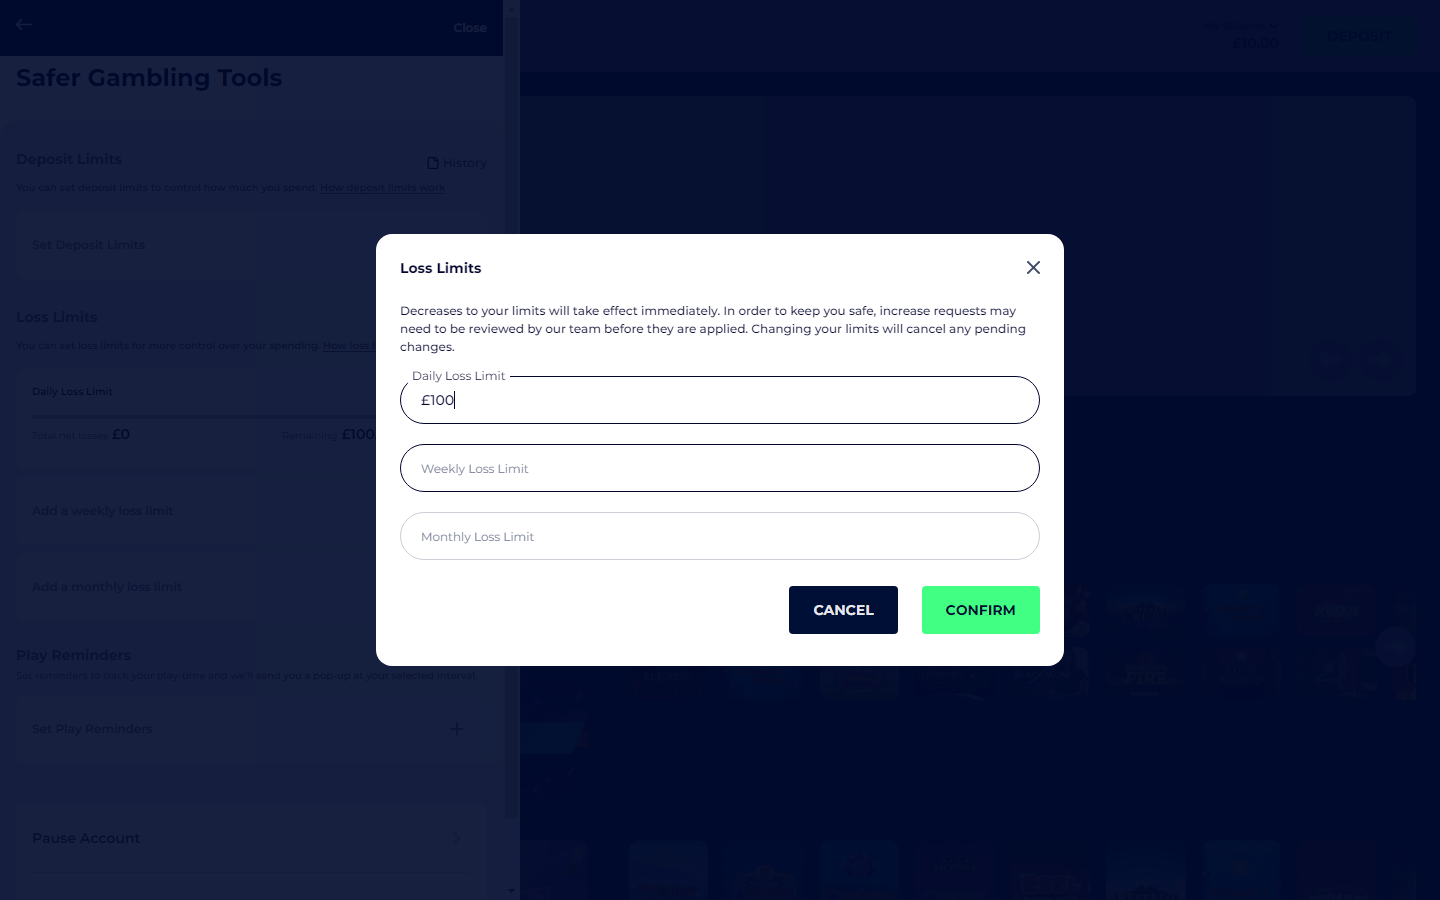 Close
Safer Gambling Tools
Deposit Limits
History
You can set deposit limits to control how much you spend. How deposit limits work
Set Deposit Limits
Loss Limits
You can set loss limits for more control over your spending. How loss
Daily Loss Limit
Total net losses £0
Remaining £100
Add a weekly loss limit
Add a monthly loss limit
Play Reminders
Set reminders to track your play-time and we'll send you a pop-up at your selected interval.
Set Play Reminders
Pause Account
£10.00
DEPOSIT
Loss Limits
Decreases to your limits will take effect immediately. In order to keep you safe, increase requests may
need to be reviewed by our team before they are applied. Changing your limits will cancel any pending
changes.
Daily Loss Limit
£100
Weekly Loss Limit
Monthly Loss Limit
CANCEL
CONFIRM